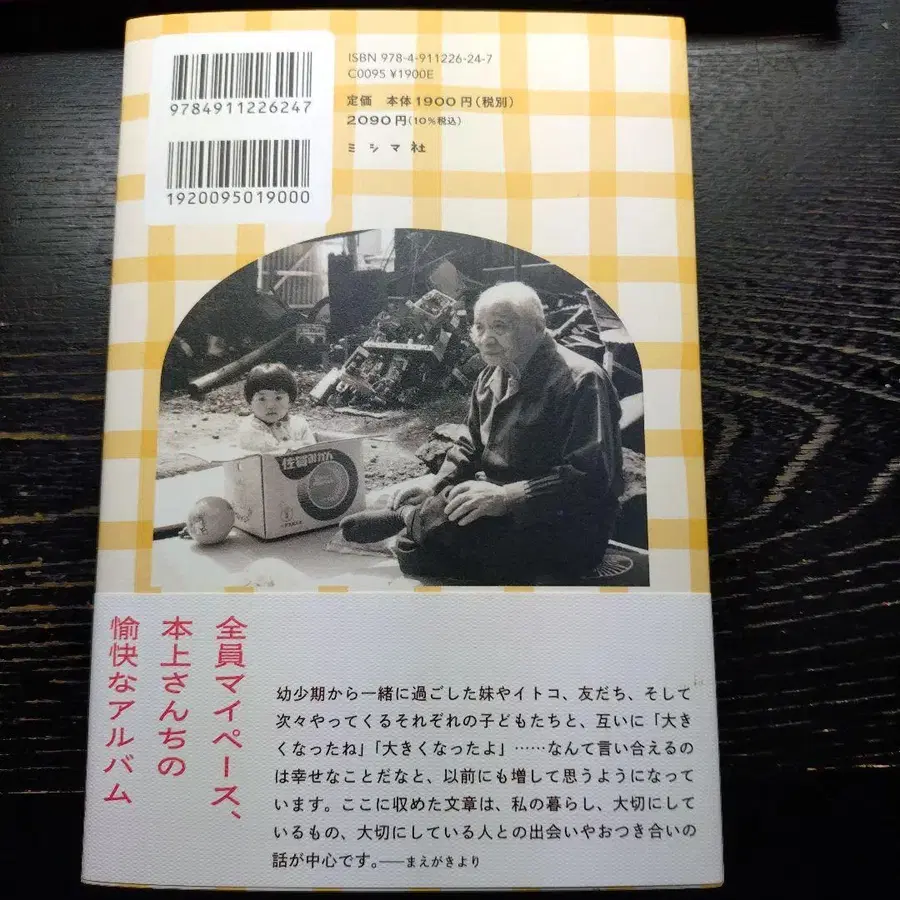 ISBN 978-4-911226-24-7
C0095 ¥1900E
9784911226247
定価 本体1900円(税別)
2090円(10%税込)
ミシマ社
1920095019000
佐賀みかん
全員マイペース、
本上さんちの
愉快なアルバム
幼少期から一緒に過ごした妹やイトコ、友だち、そして
次々やってくるそれぞれの子どもたちと、互いに「大き
くなったね」「大きくなったよ」……なんて言い合えるの
は幸せなことだなと、以前にも増して思うようになって
います。ここに収めた文章は、私の暮らし、大切にして
いるもの、大切にしている人との出会いやおつき合いの
話が中心です。——まえがきより